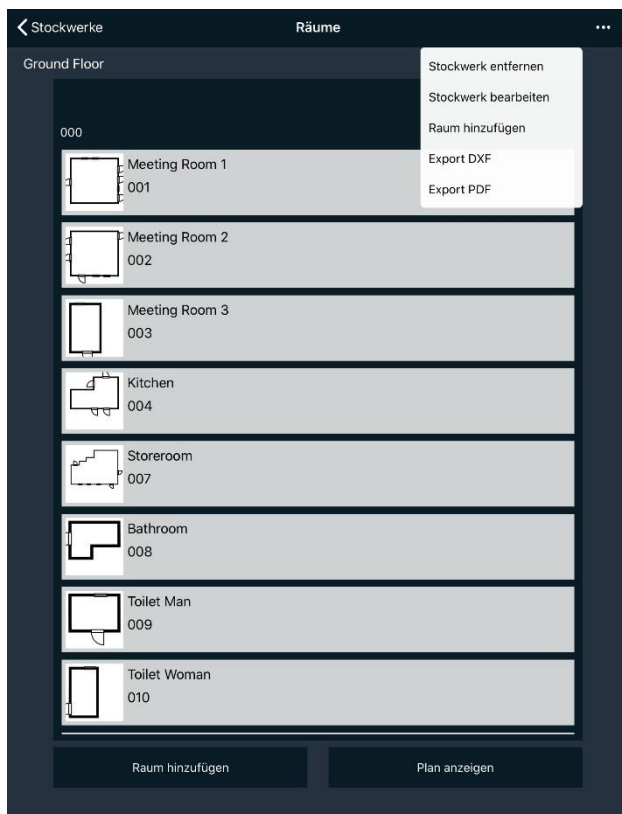 Stockwerke
Räume
Ground Floor
Stockwerk entfernen
Stockwerk bearbeiten
Raum hinzufügen
Export DXF
Export PDF
000
Meeting Room 1
001
Meeting Room 2
002
Meeting Room 3
003
Kitchen
004
Storeroom
007
Bathroom
008
Toilet Man
009
Toilet Woman
010
Raum hinzufügen
Plan anzeigen